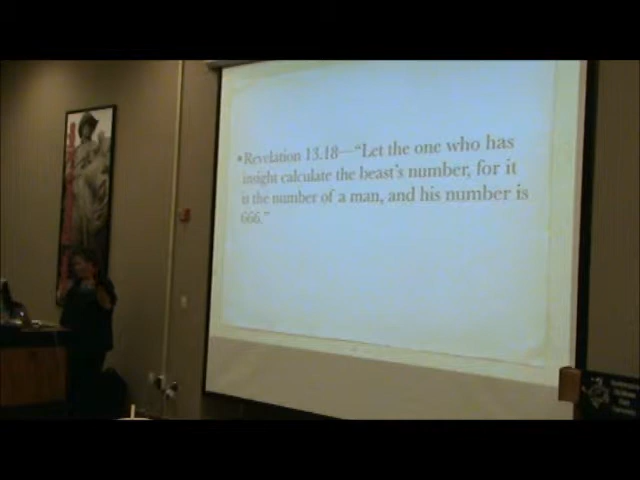 •Revelation 13.18—“Let the one who has
insight calculate the beast's number, for it
is the number of a man, and his number is
666.”